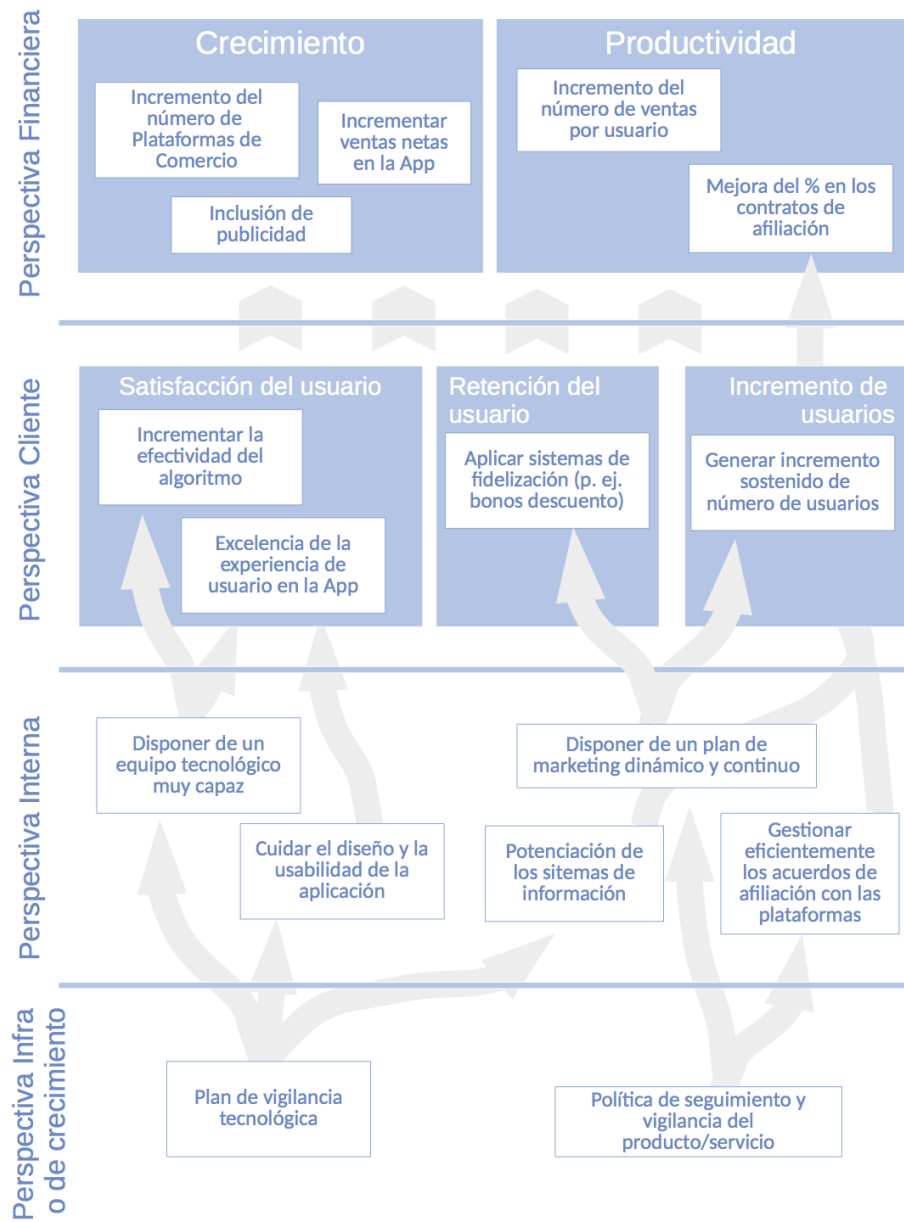 Perspectiva Financiera
Crecimiento
Incremento del
número de
Plataformas de
Comercio
Incrementar
ventas netas
en la App
Inclusión de
publicidad
Productividad
Incremento del
número de ventas
por usuario
Mejora del % en los
contratos de
afiliación
Perspectiva Cliente
Satisfacción del usuario
Incrementar la
efectividad del
algoritmo
Excelencia de la
experiencia de
usuario en la App
Retención del
usuario
Aplicar sistemas de
fidelización (p. ej.
bonos descuento)
Incremento de
usuarios
Generar incremento
sostenido de
número de usuarios
Perspectiva Interna
Disponer de un
equipo tecnológico
muy capaz
Cuidar el diseño y la
usabilidad de la
aplicación
Disponer de un plan de
marketing dinámico y continuo
Potenciación de
los sitemas de
información
Gestionar
eficientemente
los acuerdos de
afiliación con las
plataformas
Perspectiva Infra
o de crecimiento
Plan de vigilancia
tecnológica
Política de seguimiento y
vigilancia del
producto/servicio